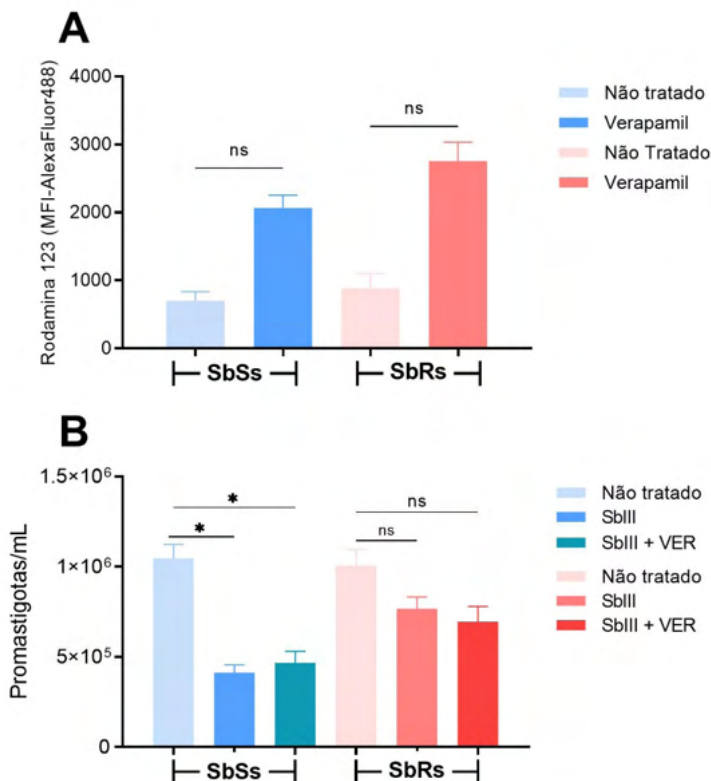 A
Rodamina 123 (MFI-AlexaFluor488)
4000
3000
2000
1000
0
ns
ns
SbSs
SbRs
Não tratado
Verapamil
Não Tratado
Verapamil
B
Promastigotas/mL
1.5×10⁶
1×10⁶
5×10⁵
0
*
*
ns
ns
SbSs
SbRs
Não tratado
SbIII
SbIII + VER
Não tratado
SbIII
SbIII + VER